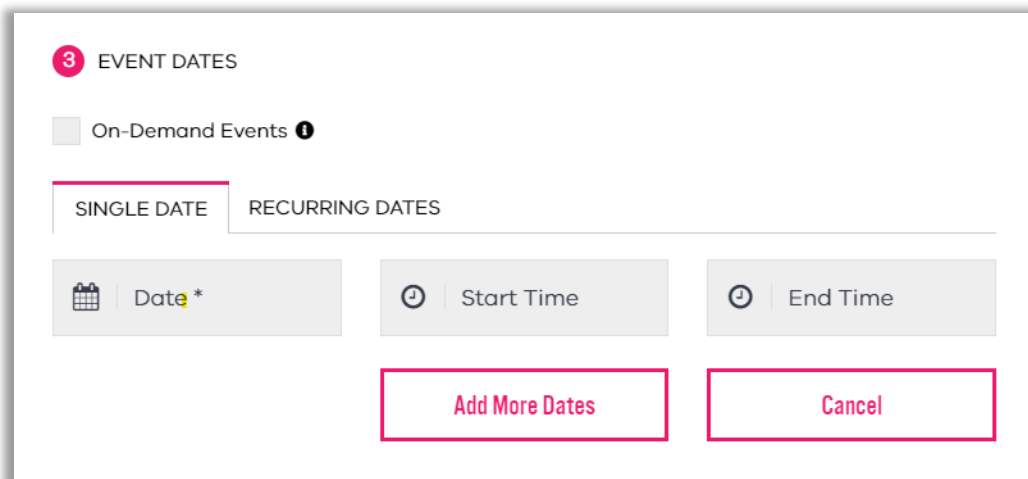 3 EVENT DATES
On-Demand Events
SINGLE DATE RECURRING DATES
Date * Start Time End Time
Add More Dates Cancel